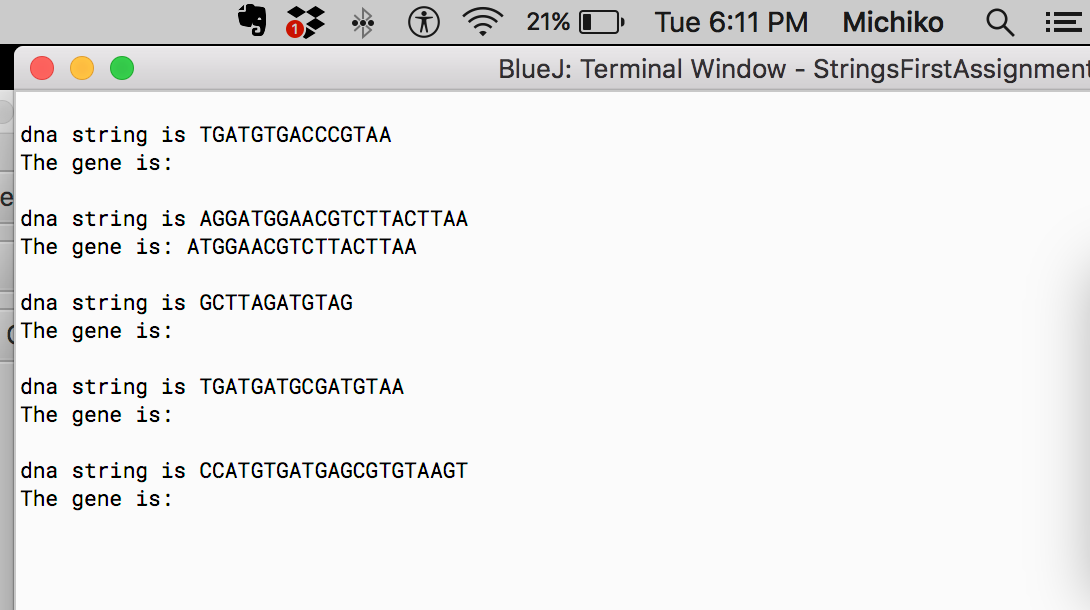 1
21%
Tue 6:11 PM
Michiko
BlueJ: Terminal Window - StringsFirstAssignment
dna string is TGATGTGACCCGTAA
The gene is:
dna string is AGGATGGAACGTCTTACTTAA
The gene is: ATGGAACGTCTTACTTAA
dna string is GCTTAGATGTAG
The gene is:
dna string is TGATGATGCGATGTAA
The gene is:
dna string is CCATGTGATGAGCGTGTAAGT
The gene is: